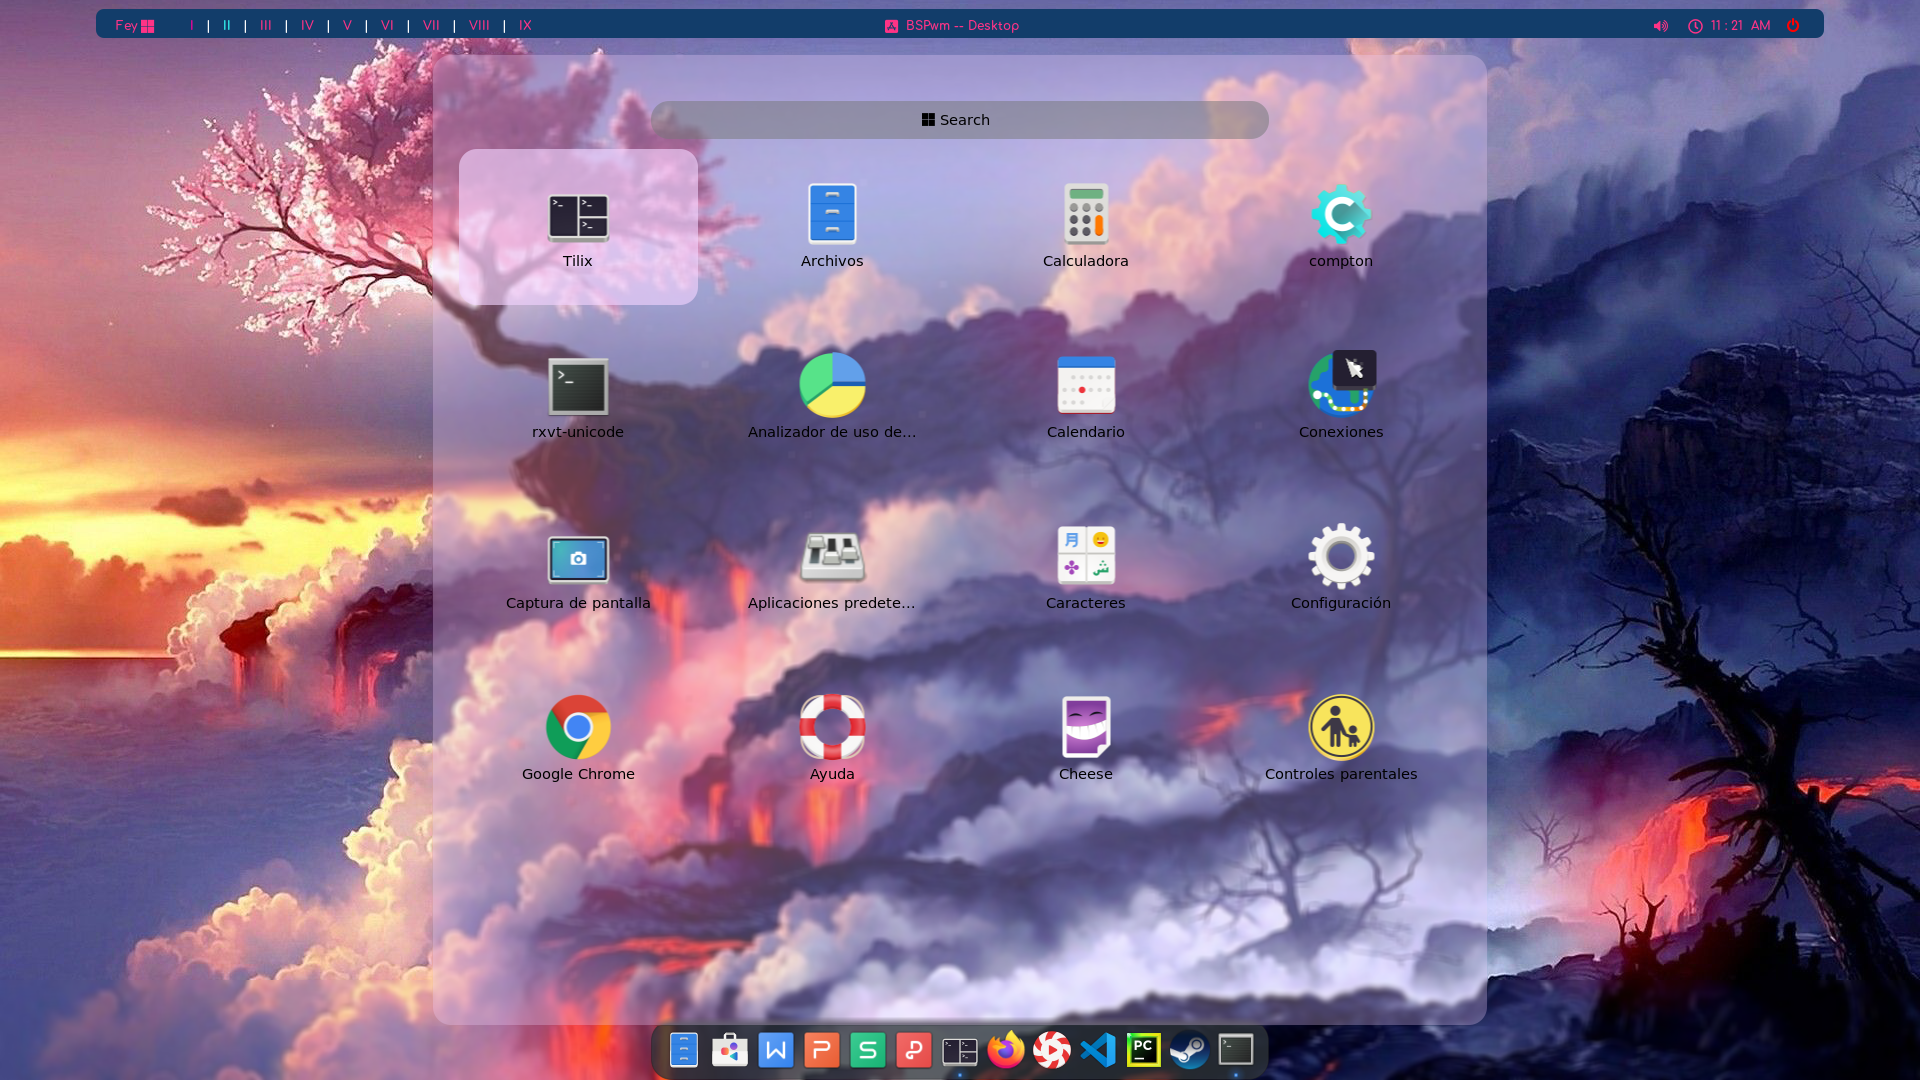 Fey I | II | III | IV | V | VI | VII | VIII | IX BSPwm -- Desktop 11 : 21 AM
Search
Tilix Archivos Calculadora compton
rxvt-unicode Analizador de uso de... Calendario Conexiones
Captura de pantalla Aplicaciones predete... Caracteres Configuración
Google Chrome Ayuda Cheese Controles parentales
W P S PC